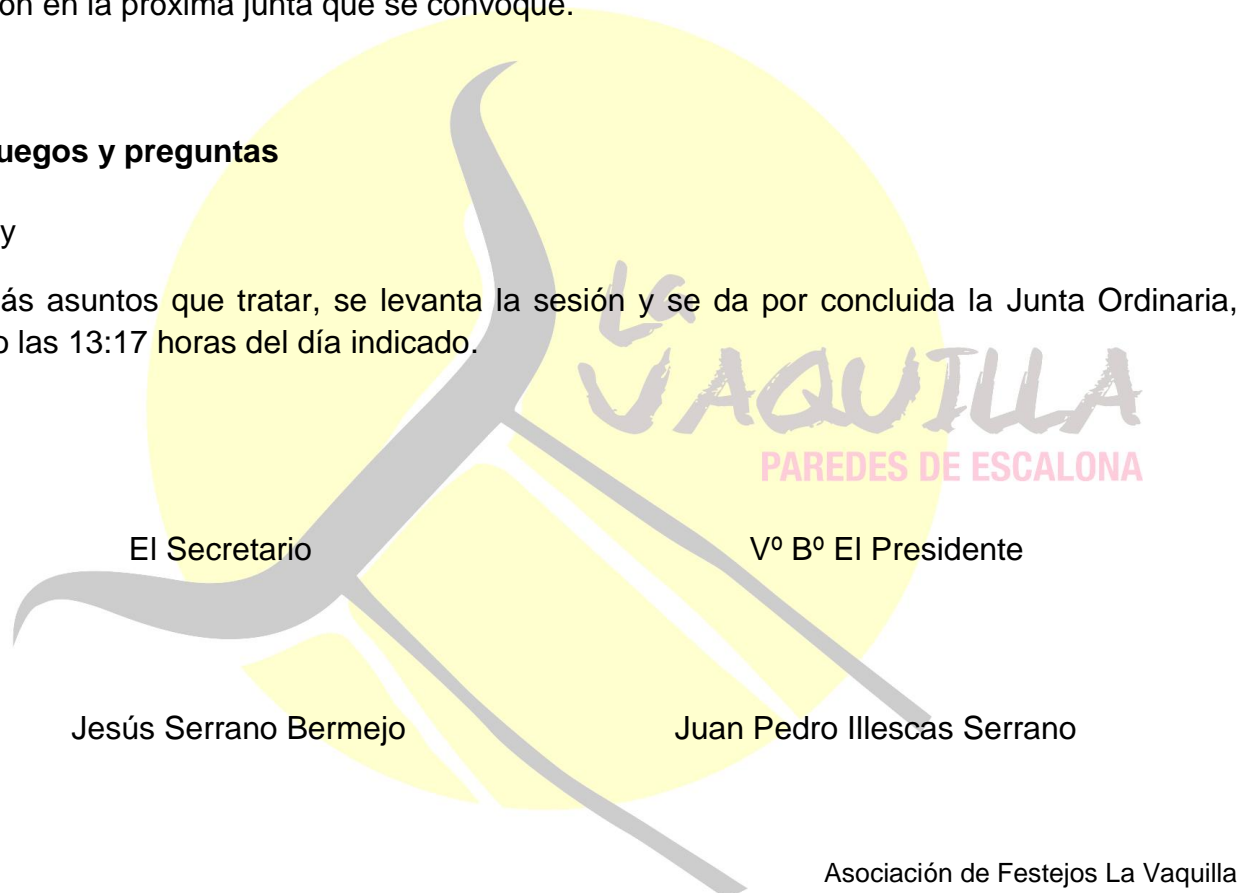 ón en la próxima junta que se convoque.
uegos y preguntas
y
ás asuntos que tratar, se levanta la sesión y se da por concluida la Junta Ordinaria,
o las 13:17 horas del día indicado.
La
VAQUILLA
PAREDES DE ESCALONA
El Secretario Vº Bº El Presidente
Jesús Serrano Bermejo Juan Pedro Illescas Serrano
Asociación de Festejos La Vaquilla